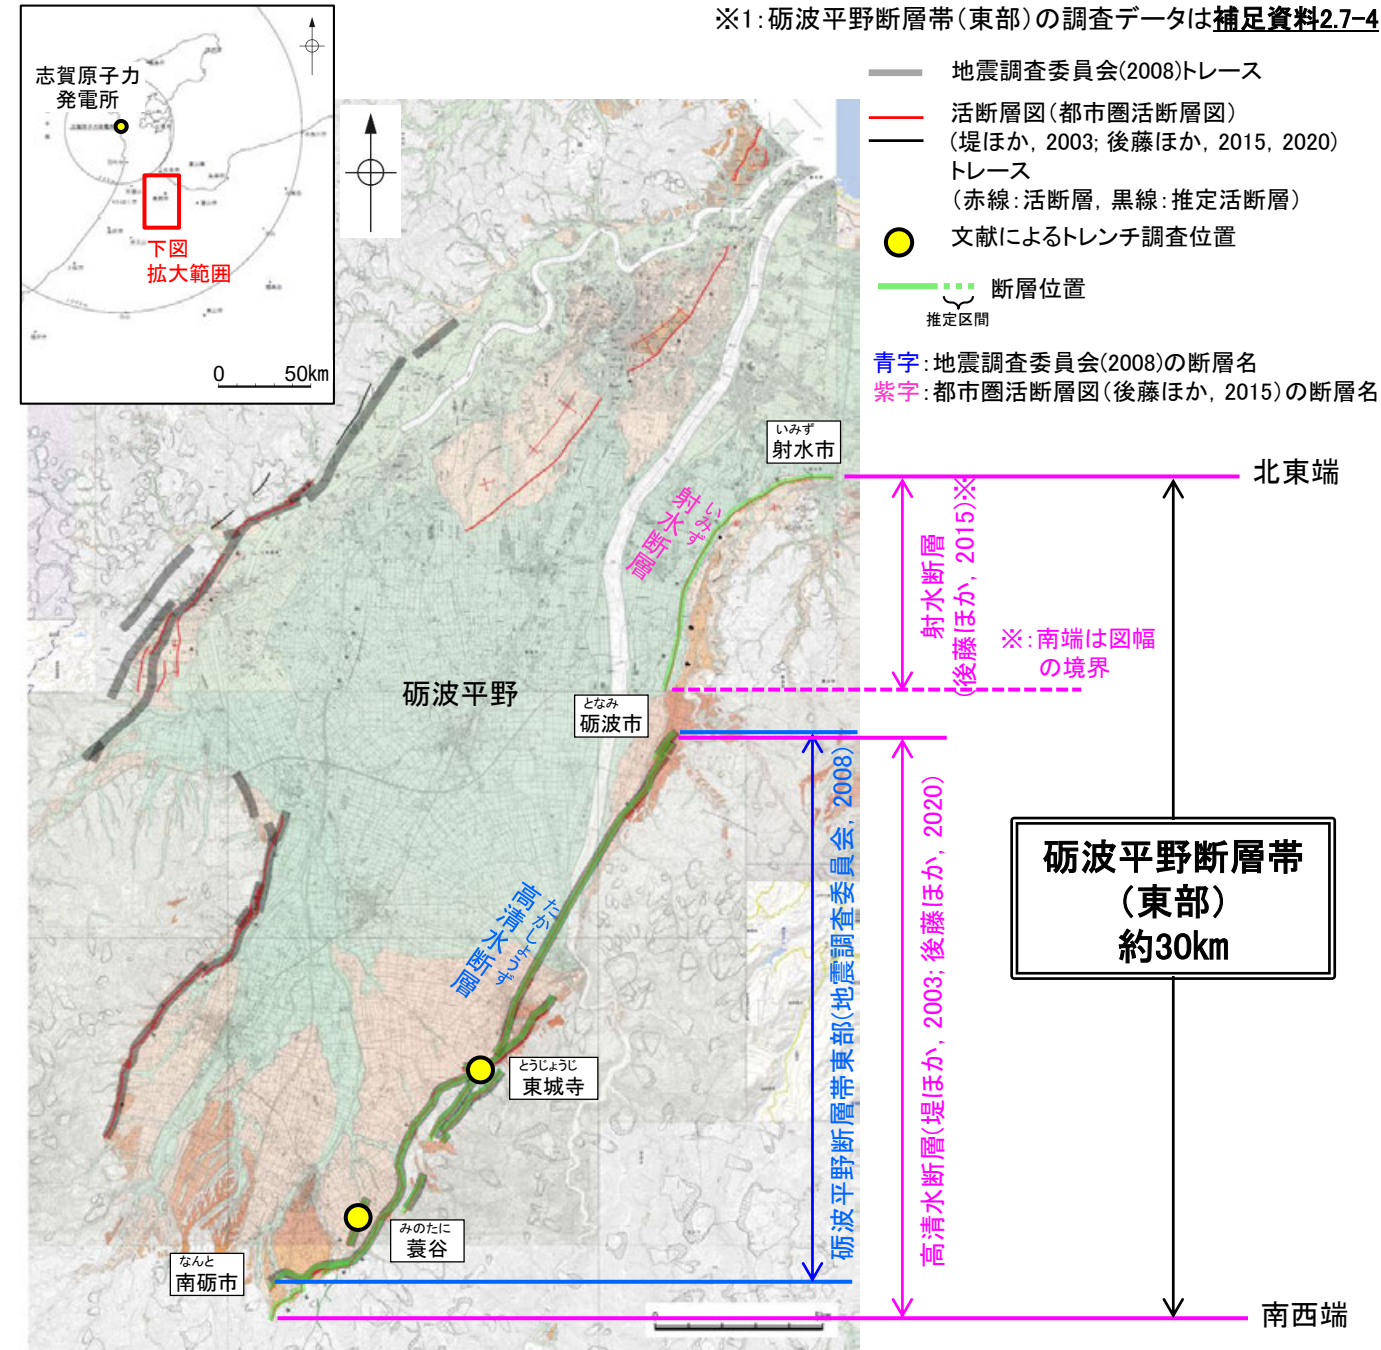 ※1:砺波平野断層帯(東部)の調査データは補足資料2.7-4
志賀原子力
発電所
下図
拡大範囲
0 50km
地震調査委員会(2008)トレース
活断層図(都市圏活断層図)
(堤ほか, 2003; 後藤ほか, 2015, 2020)
トレース
(赤線:活断層, 黒線:推定活断層)
文献によるトレンチ調査位置
断層位置
推定区間
青字:地震調査委員会(2008)の断層名
紫字:都市圏活断層図(後藤ほか, 2015)の断層名
いみず
射水市
北東端
いみず
射水断層
射水断層
(後藤ほか, 2015)※
※:南端は図幅
の境界
砺波平野
となみ
砺波市
砺波平野断層帯東部(地震調査委員会, 2008)
高清水断層(堤ほか, 2003; 後藤ほか, 2020)
砺波平野断層帯
(東部)
約30km
たかしょうず
高清水断層
とうじょうじ
東城寺
みのたに
蓑谷
なんと
南砺市
0 5km
南西端